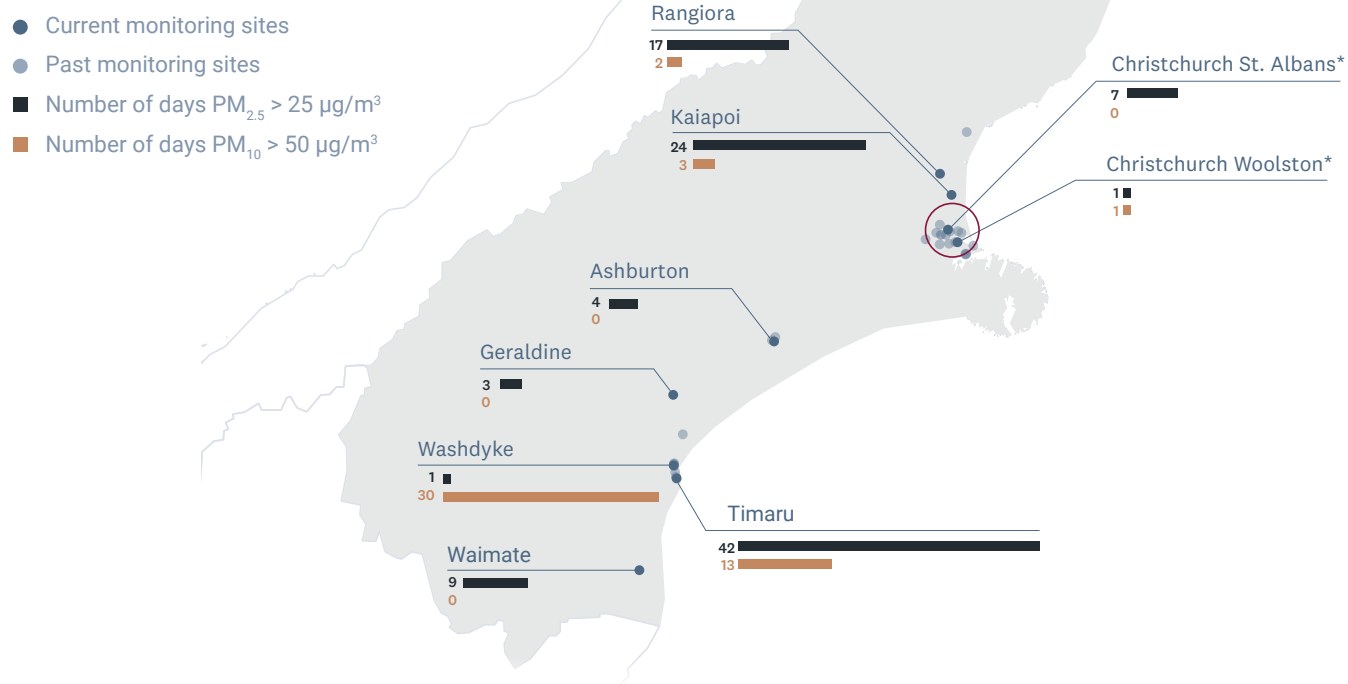 Current monitoring sites
Past monitoring sites
Number of days PM2.5 > 25 µg/m³
Number of days PM10 > 50 µg/m³
Rangiora
17
2
Christchurch St. Albans*
7
0
Kaiapoi
24
3
Christchurch Woolston*
1
1
Ashburton
4
0
Geraldine
3
0
Washdyke
1
30
Timaru
42
13
Waimate
9
0